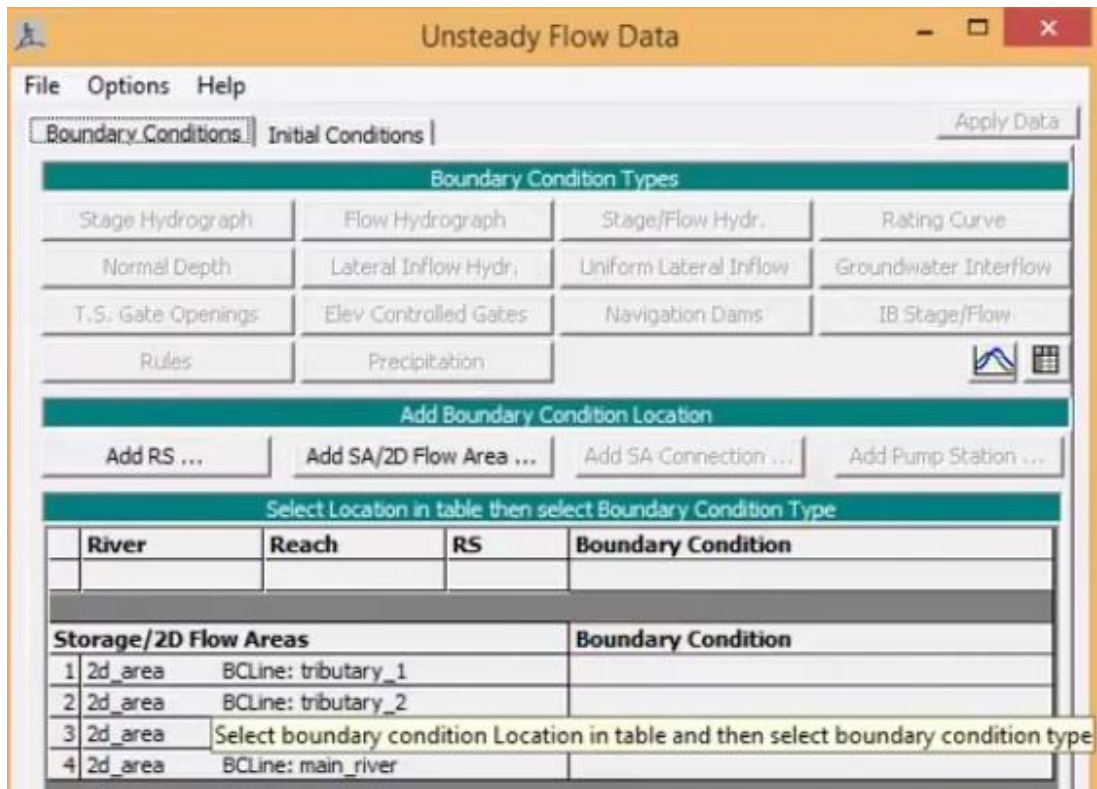 Unsteady Flow Data
File Options Help
Boundary Conditions Initial Conditions Apply Data
Boundary Condition Types
Stage Hydrograph Flow Hydrograph Stage/Flow Hydr. Rating Curve
Normal Depth Lateral Inflow Hydr. Uniform Lateral Inflow Groundwater Interflow
T.S. Gate Openings Elev Controlled Gates Navigation Dams IB Stage/Flow
Rules Precipitation
Add Boundary Condition Location
Add RS ... Add SA/2D Flow Area ... Add SA Connection ... Add Pump Station ...
Select Location in table then select Boundary Condition Type
River Reach RS Boundary Condition
Storage/2D Flow Areas Boundary Condition
1 2d_area BCLine: tributary_1
2 2d_area BCLine: tributary_2
3 2d_area Select boundary condition Location in table and then select boundary condition type
4 2d_area BCLine: main_river